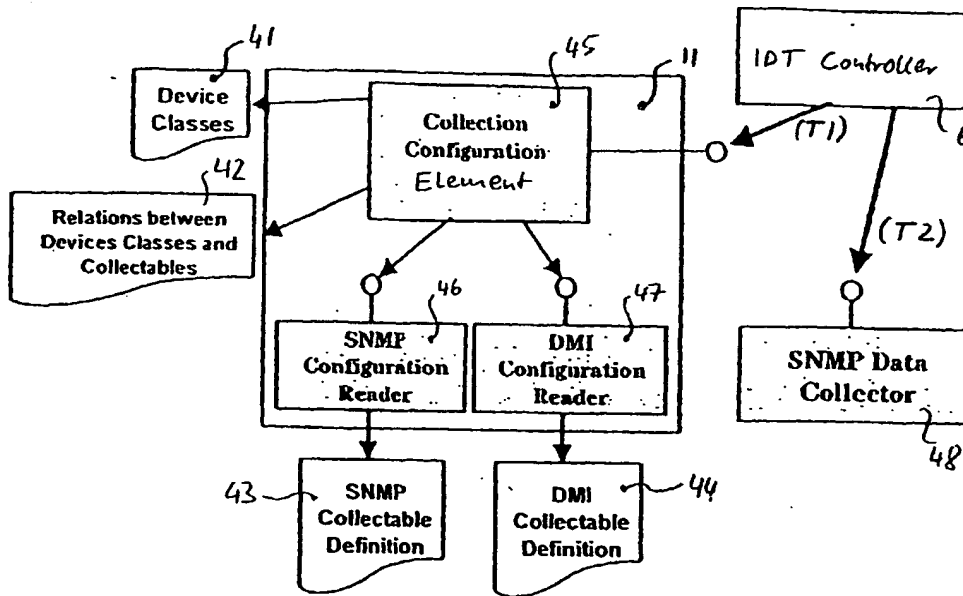 41
Device
Classes
45
11
Collection
Configuration
Element
IDT Controller
6
(T1)
42
Relations between
Devices Classes and
Collectables
(T2)
46
SNMP
Configuration
Reader
47
DMI
Configuration
Reader
SNMP Data
Collector
48
43
SNMP
Collectable
Definition
44
DMI
Collectable
Definition